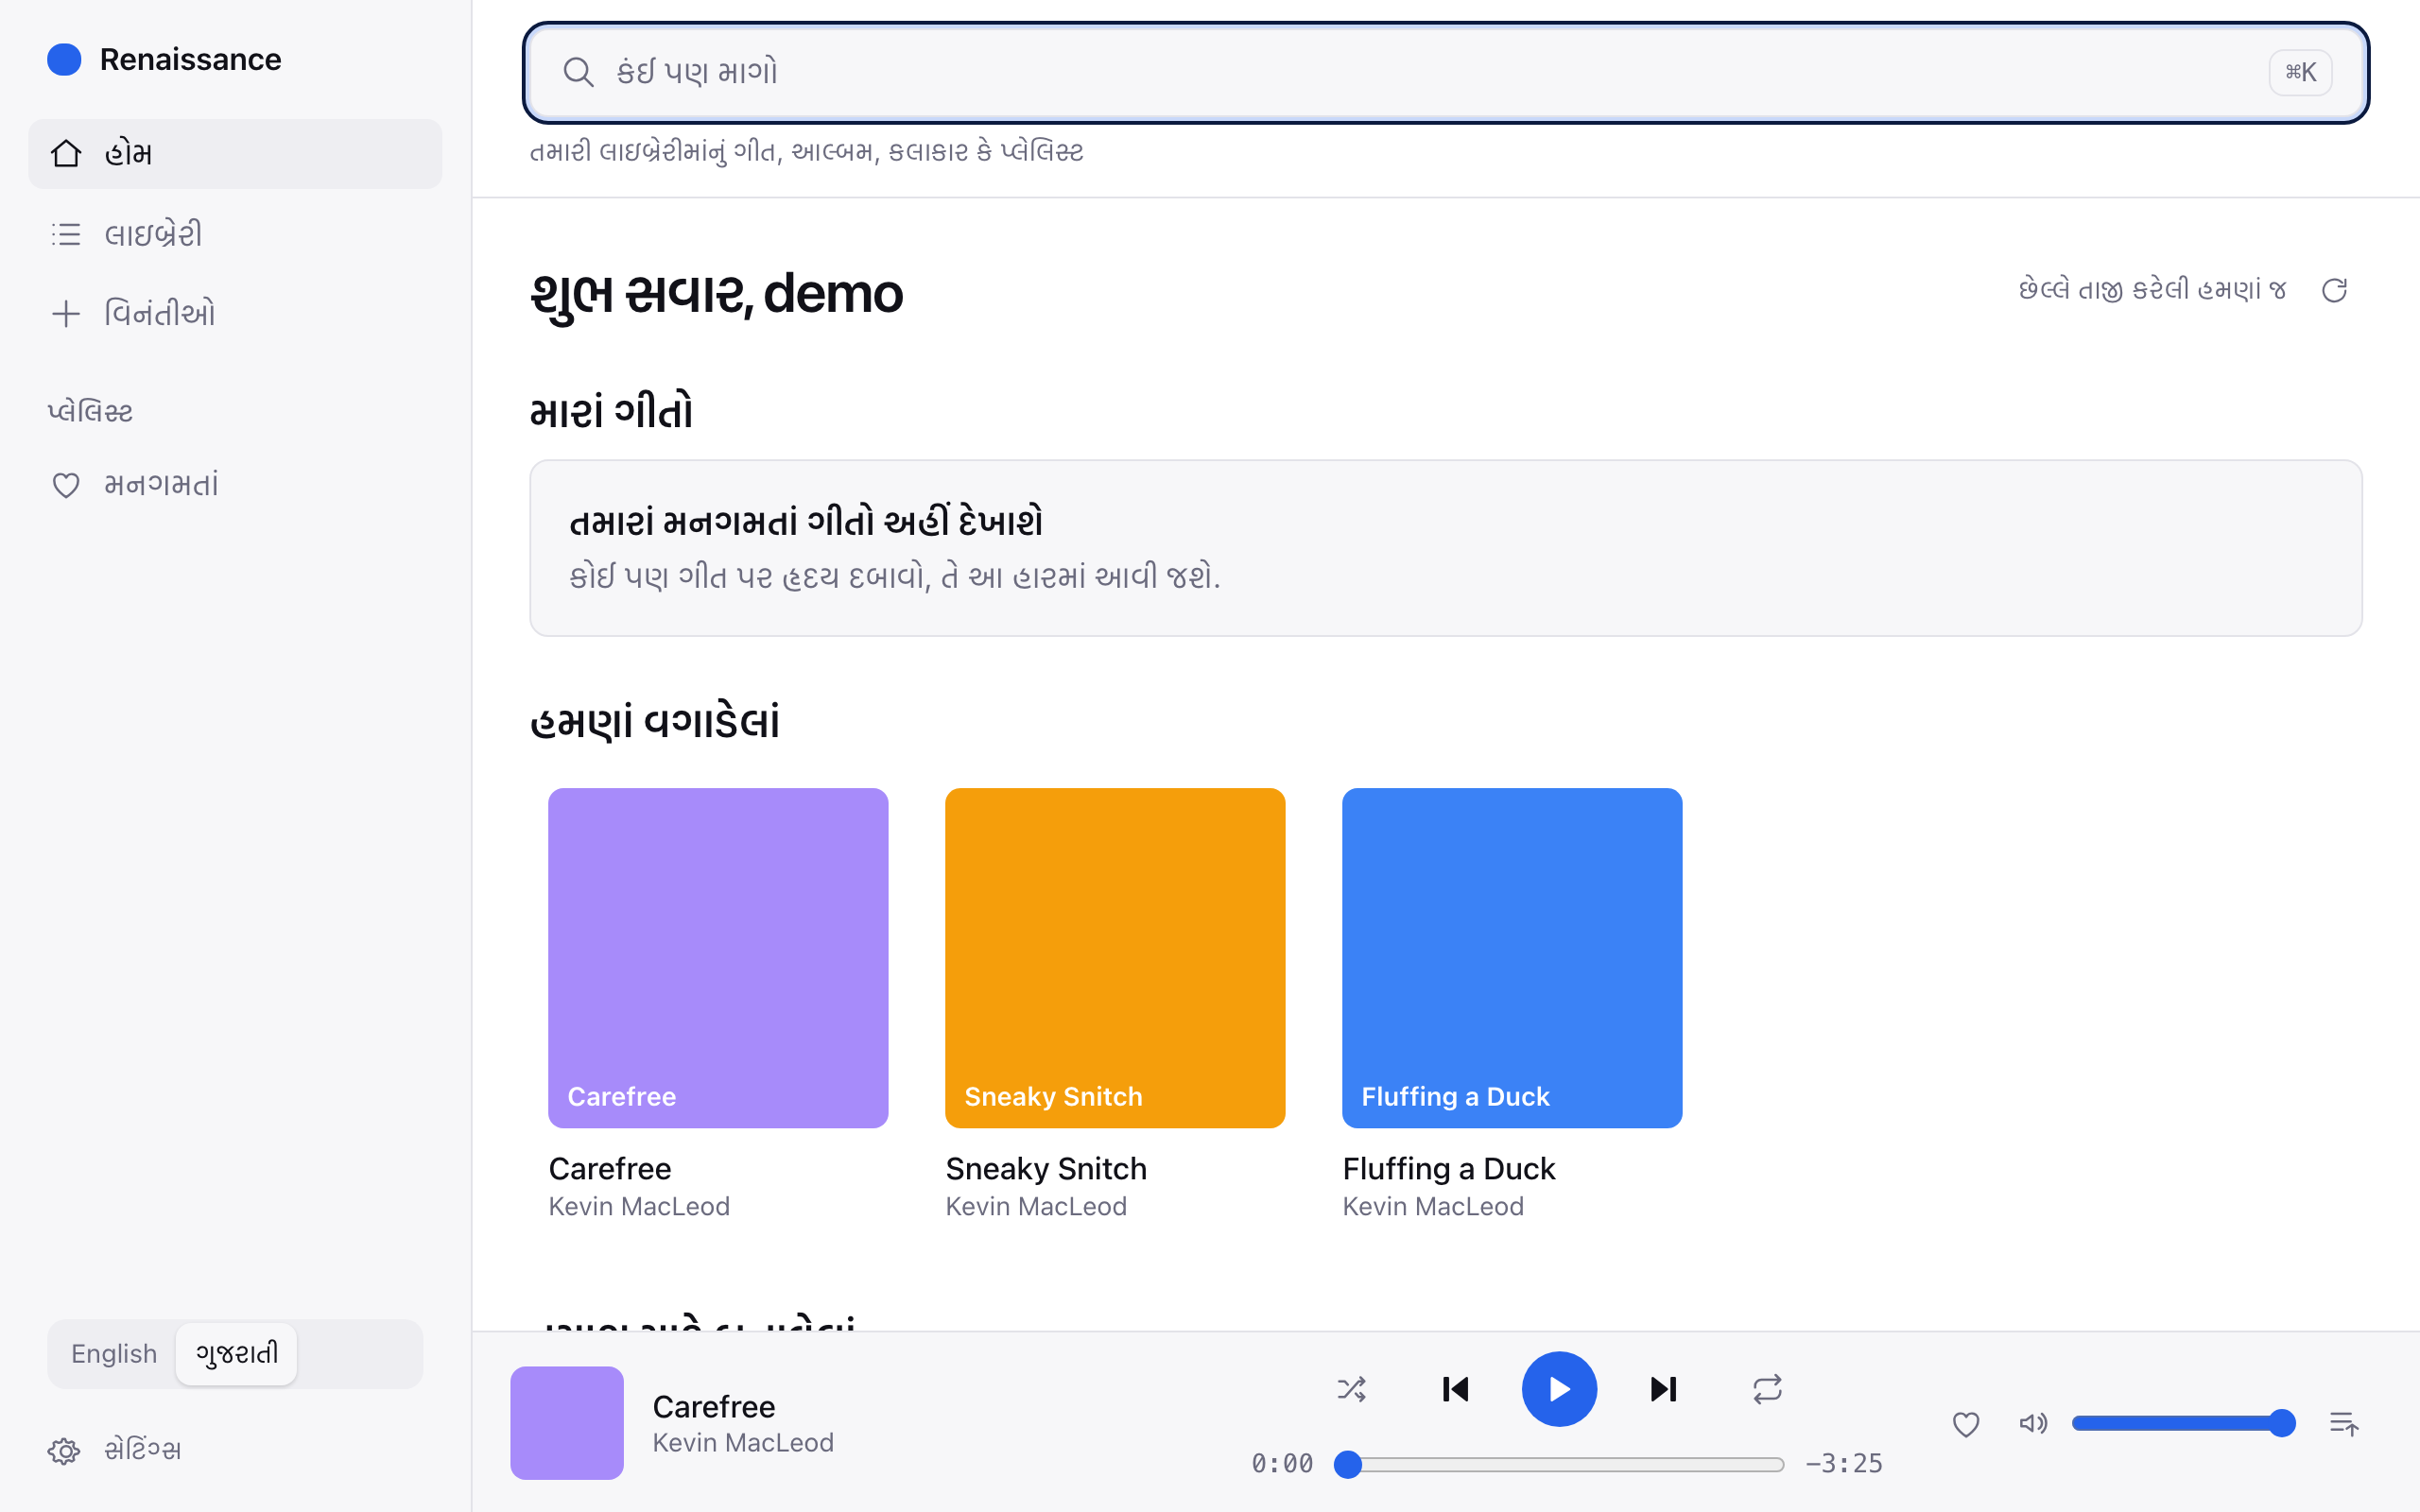 Renaissance
હોમ
લાઇબ્રેરી
વિનંતીઓ
પ્લેલિસ્ટ
મનગમતાં
English
ગુજરાતી
સેટિંગ્સ
કંઈ પણ માગો
⌘K
તમારી લાઇબ્રેરીમાંનું ગીત, આલ્બમ, કલાકાર કે પ્લેલિસ્ટ
શુભ સવાર, demo
છેલ્લે તાજી કરેલી હમણાં જ
મારાં ગીતો
તમારાં મનગમતાં ગીતો અહીં દેખાશે
કોઈ પણ ગીત પર હૃદય દબાવો, તે આ હારમાં આવી જશે.
હમણાં વગાડેલાં
Carefree
Sneaky Snitch
Fluffing a Duck
Carefree
Kevin MacLeod
Sneaky Snitch
Kevin MacLeod
Fluffing a Duck
Kevin MacLeod
Carefree
Kevin MacLeod
0:00
−3:25